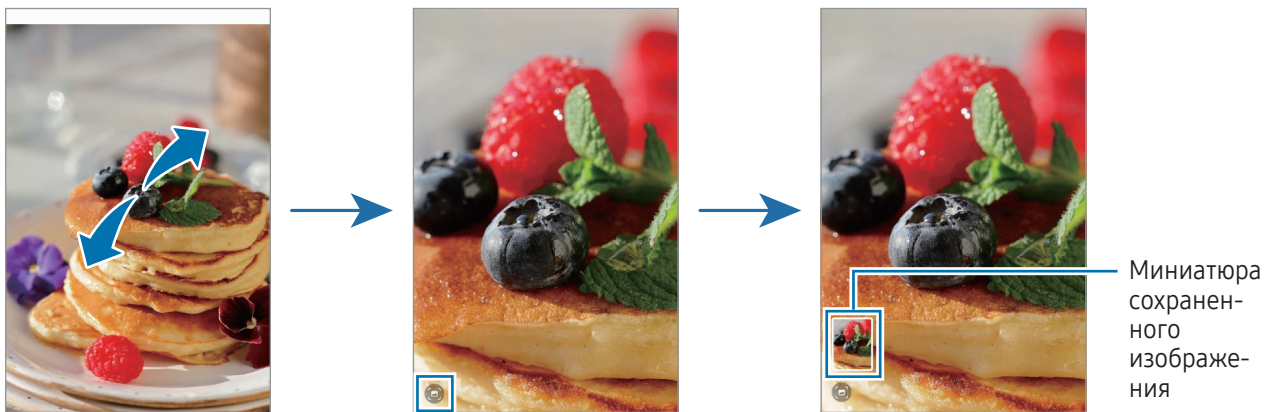 Миниатюра
сохранен-
ного
изображе-
ния